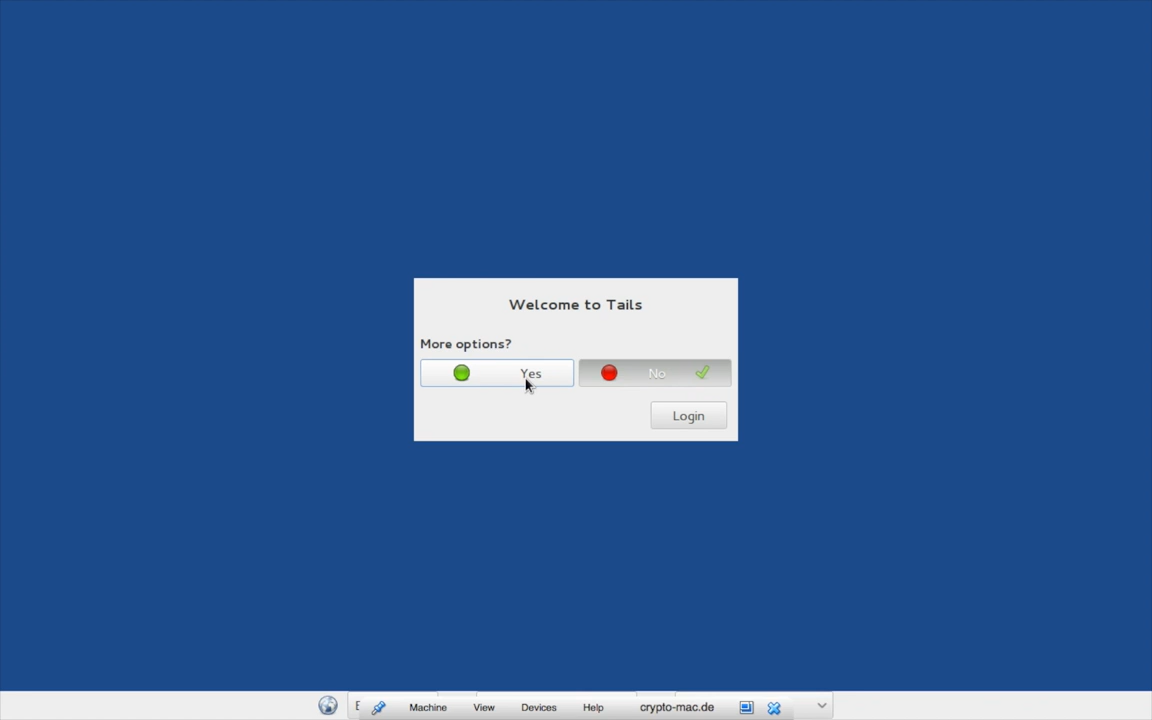 Welcome to Tails
More options?
Yes No
Login
Machine View Devices Help crypto-mac.de